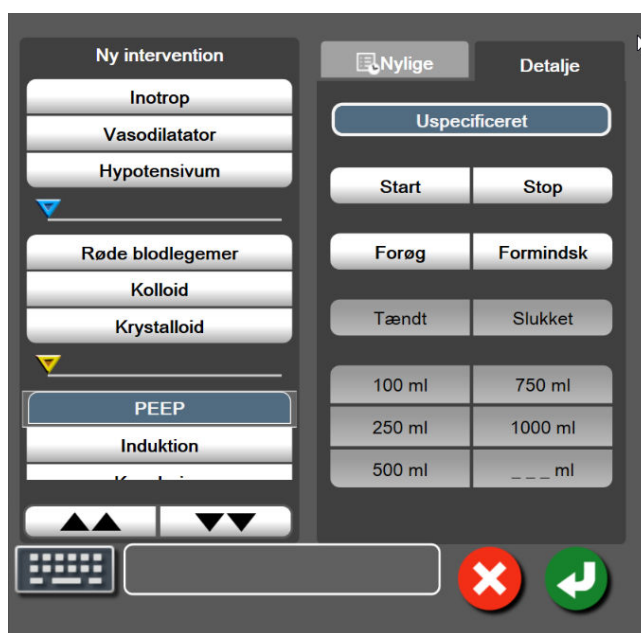 Ny intervention
Inotrop
Vasodilatator
Hypotensivum
Røde blodlegemer
Kolloid
Krystalloid
PEEP
Induktion
Nylige
Detalje
Uspecificeret
Start
Stop
Forøg
Formindsk
Tændt
Slukket
100 ml
750 ml
250 ml
1000 ml
500 ml
_ _ _ ml